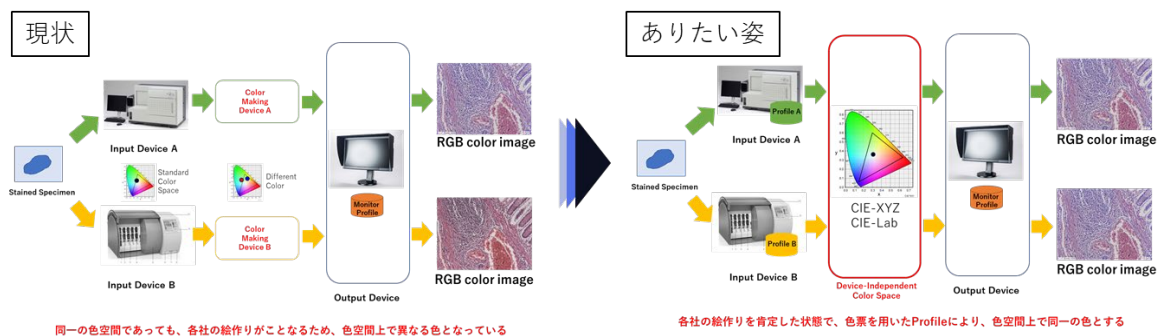 現状
Stained Specimen
Input Device A
Color
Making
Device A
Standard
Color
Space
Different
Color
Input Device B
Color
Making
Device B
Monitor
Profile
Output Device
RGB color image
RGB color image
同一の色空間であっても、各社の絵作りがことなるため、色空間上で異なる色となっている
ありたい姿
Stained Specimen
Profile A
Input Device A
Profile B
Input Device B
CIE-XYZ
CIE-Lab
Device-Independent
Color Space
Monitor
Profile
Output Device
RGB color image
RGB color image
各社の絵作りを肯定した状態で、色票を用いたProfileにより、色空間上で同一の色とする